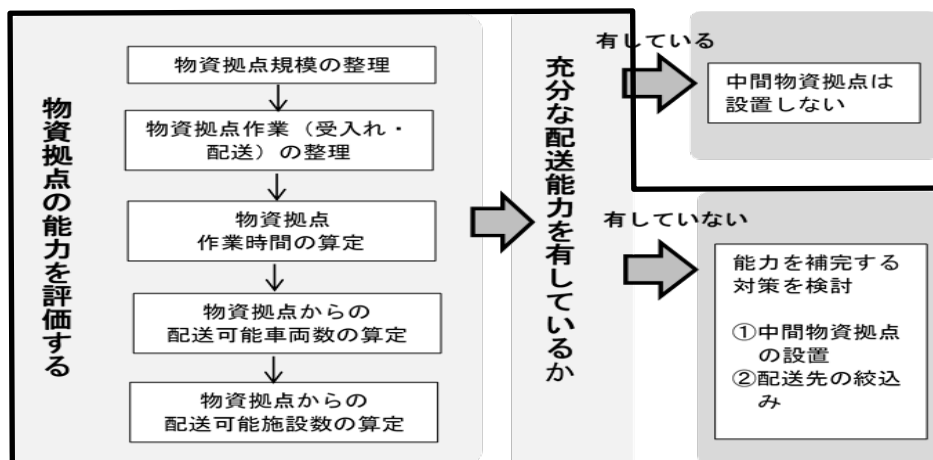 物資拠点の能力を評価する
物資拠点規模の整理
物資拠点作業（受入れ・
配送）の整理
物資拠点
作業時間の算定
物資拠点からの
配送可能車両数の算定
物資拠点からの
配送可能施設数の算定
充分な配送能力を有しているか
有している
中間物資拠点は
設置しない
有していない
能力を補完する
対策を検討
①中間物資拠点
の設置
②配送先の絞込
み